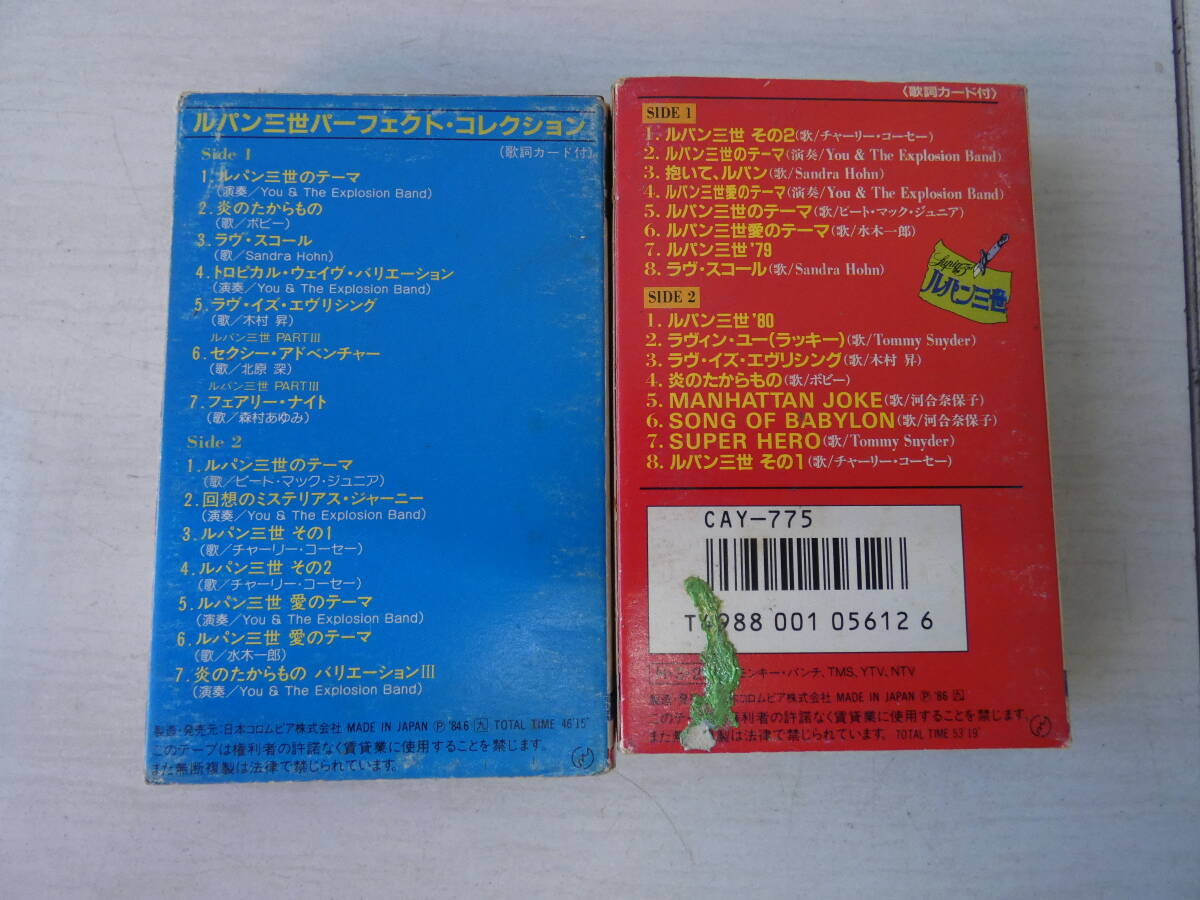 ルパン三世パーフェクト・コレクション
Side 1
(歌詞カード付)
1. ルパン三世のテーマ
(演奏/You & The Explosion Band)
2. 炎のたからもの
(歌/ボビー)
3. ラヴ・スコール
(歌/Sandra Hohn)
4. トロピカル・ウェイヴ・バリエーション
(演奏/You & The Explosion Band)
5. ラヴ・イズ・エヴリシング
(歌/木村 昇)
ルパン三世 PARTIII
6. セクシー・アドベンチャー
(歌/北原 深)
ルパン三世 PARTIII
7. フェアリー・ナイト
(歌/森村あゆみ)
Side 2
1. ルパン三世のテーマ
(歌/ピート・マック・ジュニア)
2. 回想のミステリアス・ジャーニー
(演奏/You & The Explosion Band)
3. ルパン三世 その1
(歌/チャーリー・コーセー)
4. ルパン三世 その2
(歌/チャーリー・コーセー)
5. ルパン三世 愛のテーマ
(演奏/You & The Explosion Band)
6. ルパン三世 愛のテーマ
(歌/水木一郎)
7. 炎のたからもの バリエーションIII
(演奏/You & The Explosion Band)
製造・発売元:日本コロムビア株式会社 MADE IN JAPAN Ⓟ '84.6 TOTAL TIME 46'15"
このテープは権利者の許諾なく賃貸業に使用することを禁じます。
また無断複製は法律で禁じられています。
〈歌詞カード付〉
SIDE 1
1. ルパン三世 その2(歌/チャーリー・コーセー)
2. ルパン三世のテーマ(演奏/You & The Explosion Band)
3. 抱いて、ルパン(歌/Sandra Hohn)
4. ルパン三世愛のテーマ(演奏/You & The Explosion Band)
5. ルパン三世のテーマ(歌/ピート・マック・ジュニア)
6. ルパン三世愛のテーマ(歌/水木一郎)
7. ルパン三世'79
8. ラヴ・スコール(歌/Sandra Hohn)
ルパン三世
SIDE 2
1. ルパン三世'80
2. ラヴィン・ユー(ラッキー)(歌/Tommy Snyder)
3. ラヴ・イズ・エヴリシング(歌/木村 昇)
4. 炎のたからもの(歌/ボビー)
5. MANHATTAN JOKE(歌/河合奈保子)
6. SONG OF BABYLON(歌/河合奈保子)
7. SUPER HERO(歌/Tommy Snyder)
8. ルパン三世 その1(歌/チャーリー・コーセー)
CAY-775
T4988 001 05612 6
モンキー・パンチ、TMS, YTV, NTV
製造・発 コロムビア株式会社 MADE IN JAPAN Ⓟ '86
このテ 権利者の許諾なく賃貸業に使用することを禁じます。
また無 複製は法律で禁じられています。 TOTAL TIME 53'19"